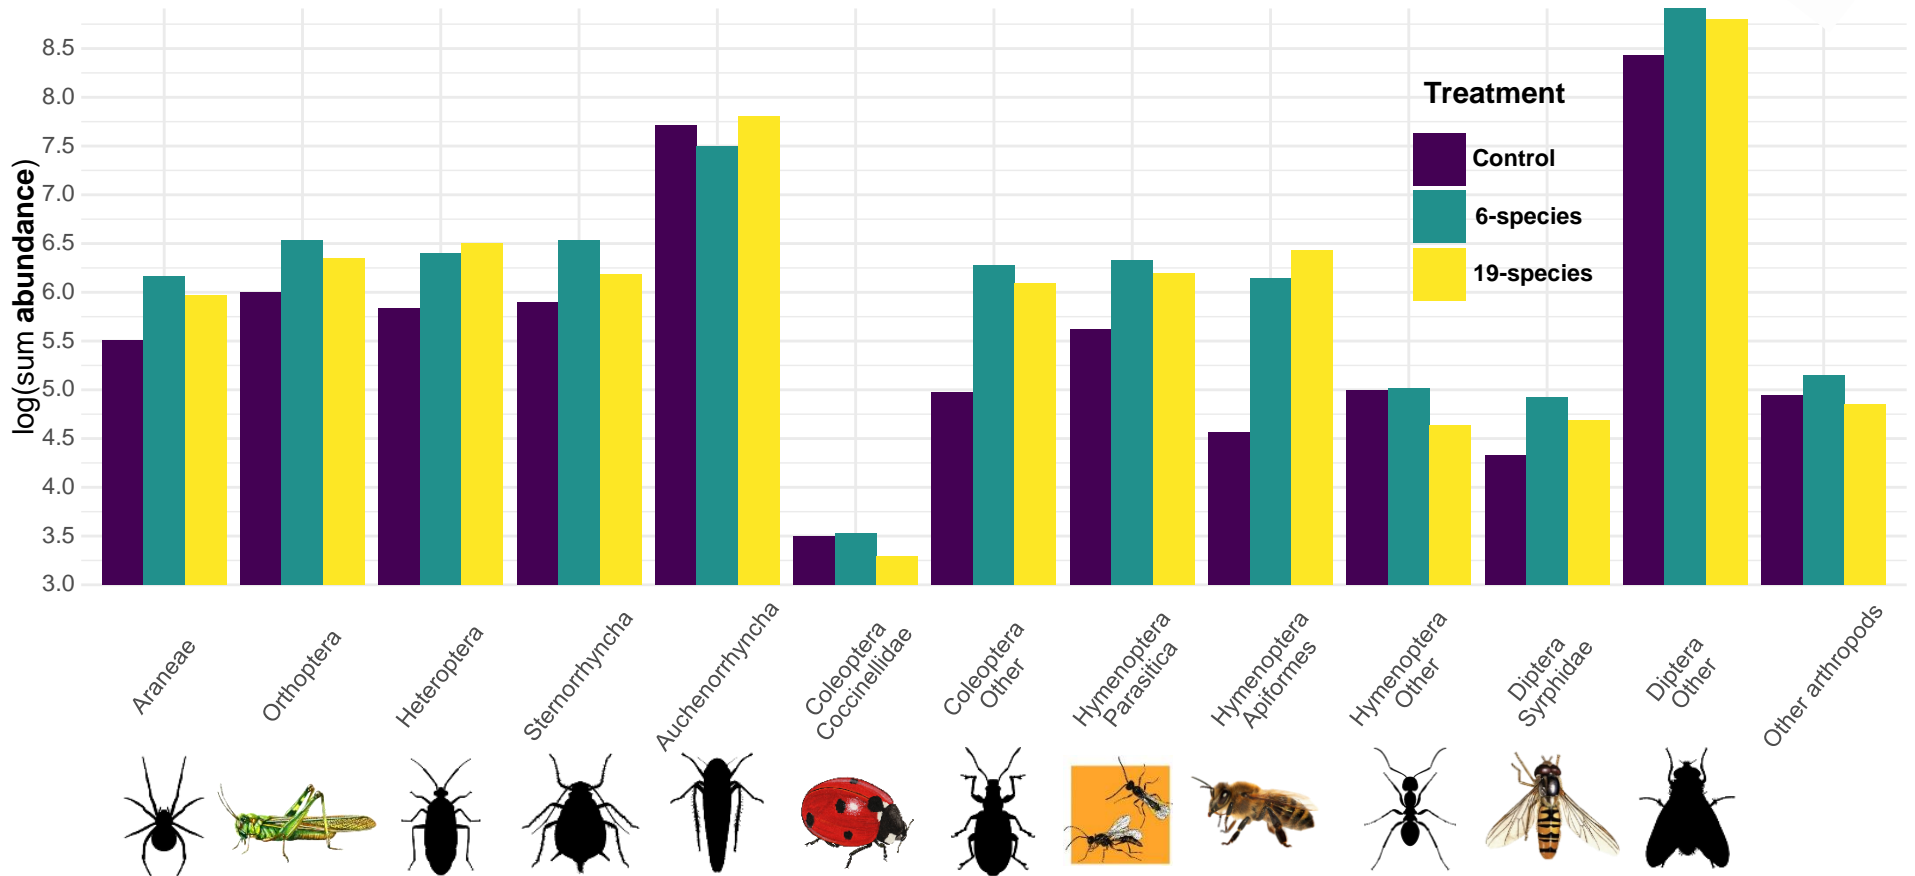 8.5
8.0
7.5
7.0
6.5
6.0
5.5
5.0
4.5
4.0
3.5
3.0
log(sum abundance)
Treatment
Control
6-species
19-species
Araneae
Orthoptera
Heteroptera
Sternorrhyncha
Auchenorrhyncha
Coleoptera
Coccinellidae
Coleoptera
Other
Hymenoptera
Parasitica
Hymenoptera
Apiformes
Hymenoptera
Other
Diptera
Syrphidae
Diptera
Other
Other arthropods